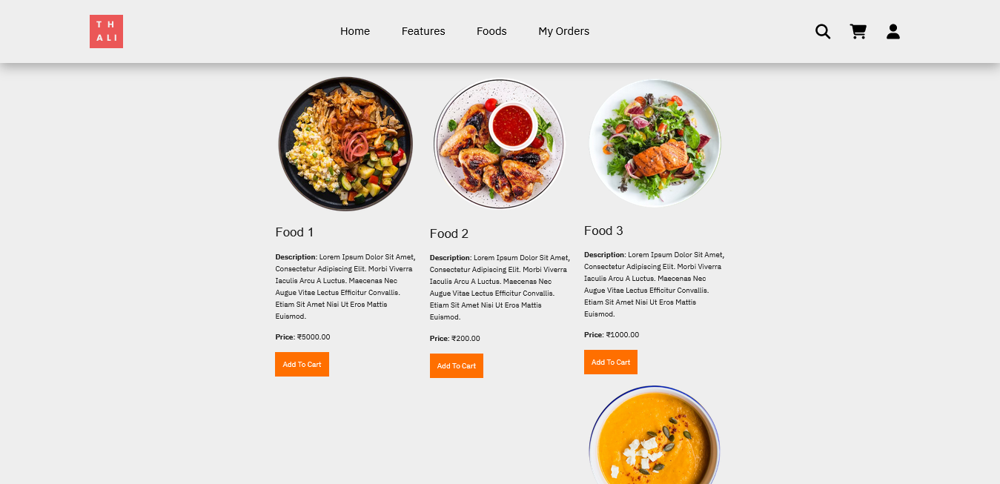 T H
A L I
Home
Features
Foods
My Orders
Food 1
Description: Lorem Ipsum Dolor Sit Amet,
Consectetur Adipiscing Elit. Morbi Viverra
Iaculis Arcu A Luctus. Maecenas Nec
Augue Vitae Lectus Efficitur Convallis.
Etiam Sit Amet Nisi Ut Eros Mattis
Euismod.
Price: ₹5000.00
Add To Cart
Food 2
Description: Lorem Ipsum Dolor Sit Amet,
Consectetur Adipiscing Elit. Morbi Viverra
Iaculis Arcu A Luctus. Maecenas Nec
Augue Vitae Lectus Efficitur Convallis.
Etiam Sit Amet Nisi Ut Eros Mattis
Euismod.
Price: ₹200.00
Add To Cart
Food 3
Description: Lorem Ipsum Dolor Sit Amet,
Consectetur Adipiscing Elit. Morbi Viverra
Iaculis Arcu A Luctus. Maecenas Nec
Augue Vitae Lectus Efficitur Convallis.
Etiam Sit Amet Nisi Ut Eros Mattis
Euismod.
Price: ₹1000.00
Add To Cart